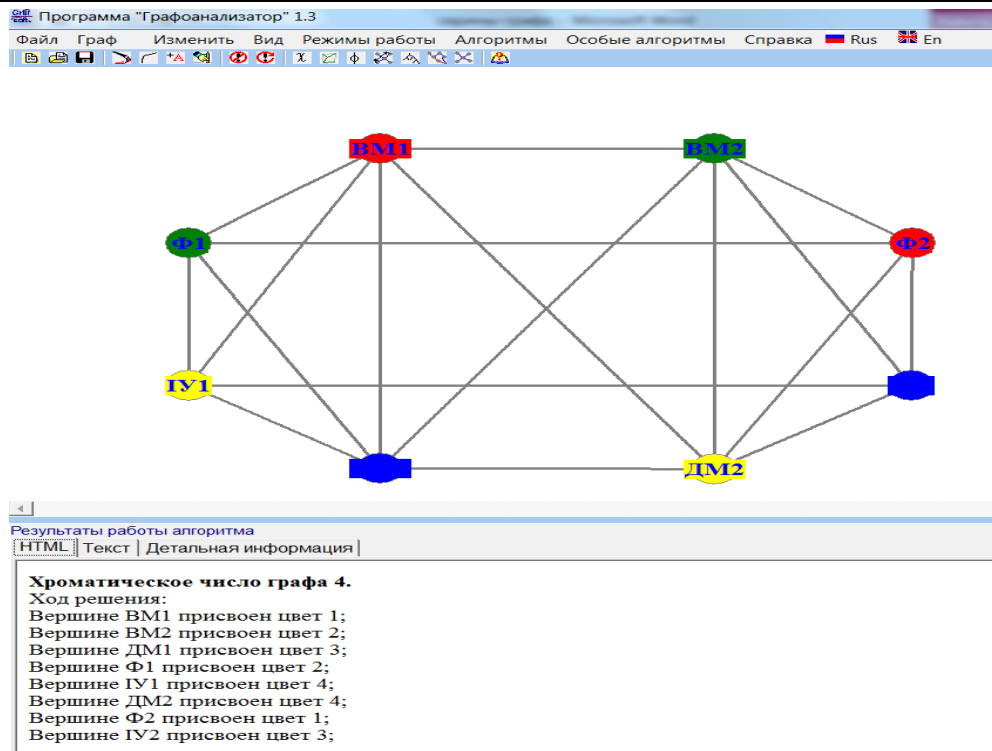 Программа "Графоанализатор" 1.3
Файл Граф Изменить Вид Режимы работы Алгоритмы Особые алгоритмы Справка Rus En
ВМ1 ВМ2
Ф1 Ф2
ІУ1
ДМ2
Результаты работы алгоритма
HTML Текст Детальная информация
Хроматическое число графа 4.
Ход решения:
Вершине ВМ1 присвоен цвет 1;
Вершине ВМ2 присвоен цвет 2;
Вершине ДМ1 присвоен цвет 3;
Вершине Ф1 присвоен цвет 2;
Вершине ІУ1 присвоен цвет 4;
Вершине ДМ2 присвоен цвет 4;
Вершине Ф2 присвоен цвет 1;
Вершине ІУ2 присвоен цвет 3;